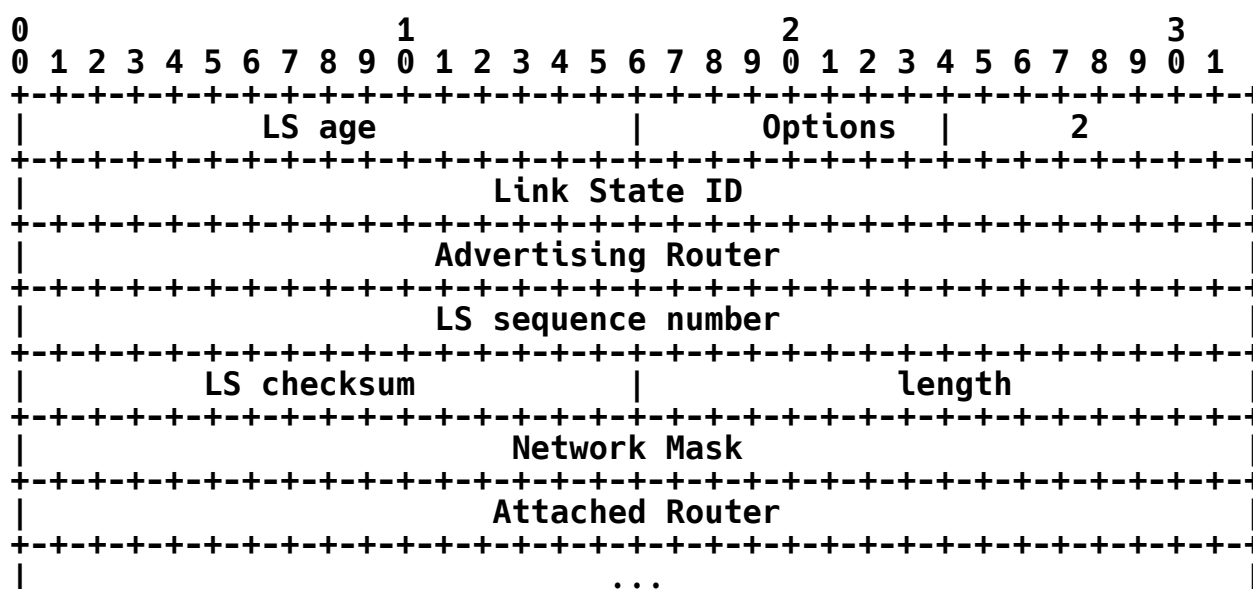 0                   1                   2                   3
0 1 2 3 4 5 6 7 8 9 0 1 2 3 4 5 6 7 8 9 0 1 2 3 4 5 6 7 8 9 0 1
+-+-+-+-+-+-+-+-+-+-+-+-+-+-+-+-+-+-+-+-+-+-+-+-+-+-+-+-+-+-+-+-+
|            LS age             |      Options  |      2        |
+-+-+-+-+-+-+-+-+-+-+-+-+-+-+-+-+-+-+-+-+-+-+-+-+-+-+-+-+-+-+-+-+
|                        Link State ID                          |
+-+-+-+-+-+-+-+-+-+-+-+-+-+-+-+-+-+-+-+-+-+-+-+-+-+-+-+-+-+-+-+-+
|                     Advertising Router                        |
+-+-+-+-+-+-+-+-+-+-+-+-+-+-+-+-+-+-+-+-+-+-+-+-+-+-+-+-+-+-+-+-+
|                     LS sequence number                        |
+-+-+-+-+-+-+-+-+-+-+-+-+-+-+-+-+-+-+-+-+-+-+-+-+-+-+-+-+-+-+-+-+
|         LS checksum           |             length            |
+-+-+-+-+-+-+-+-+-+-+-+-+-+-+-+-+-+-+-+-+-+-+-+-+-+-+-+-+-+-+-+-+
|                         Network Mask                          |
+-+-+-+-+-+-+-+-+-+-+-+-+-+-+-+-+-+-+-+-+-+-+-+-+-+-+-+-+-+-+-+-+
|                        Attached Router                        |
+-+-+-+-+-+-+-+-+-+-+-+-+-+-+-+-+-+-+-+-+-+-+-+-+-+-+-+-+-+-+-+-+
|                              ...                              |